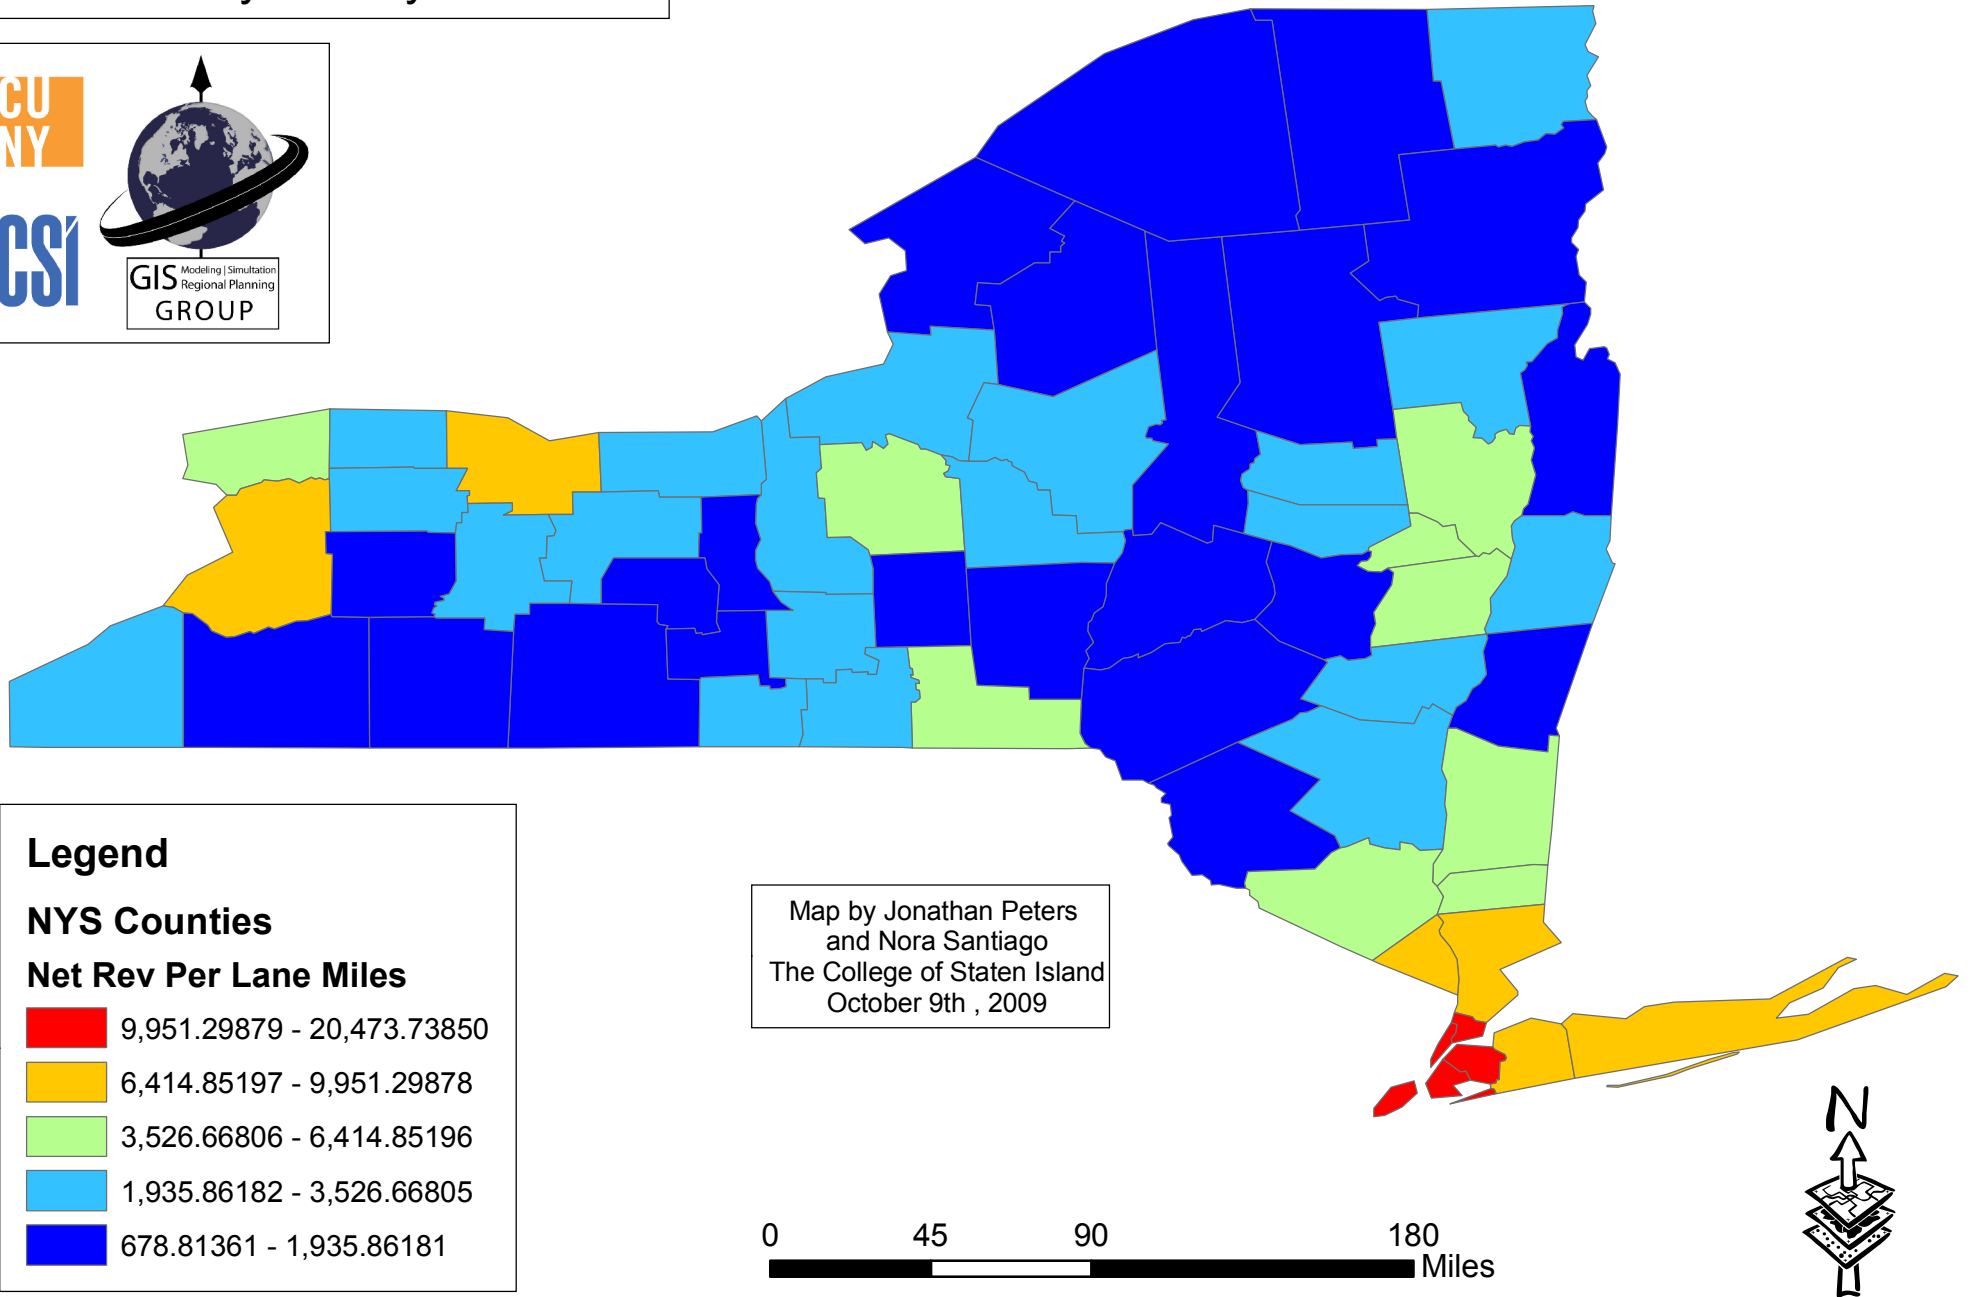 CU
NY
CSI
GIS Modeling | Simultation
Regional Planning
GROUP
Legend
NYS Counties
Net Rev Per Lane Miles
9,951.29879 - 20,473.73850
6,414.85197 - 9,951.29878
3,526.66806 - 6,414.85196
1,935.86182 - 3,526.66805
678.81361 - 1,935.86181
Map by Jonathan Peters
and Nora Santiago
The College of Staten Island
October 9th , 2009
0 45 90 180
Miles
N